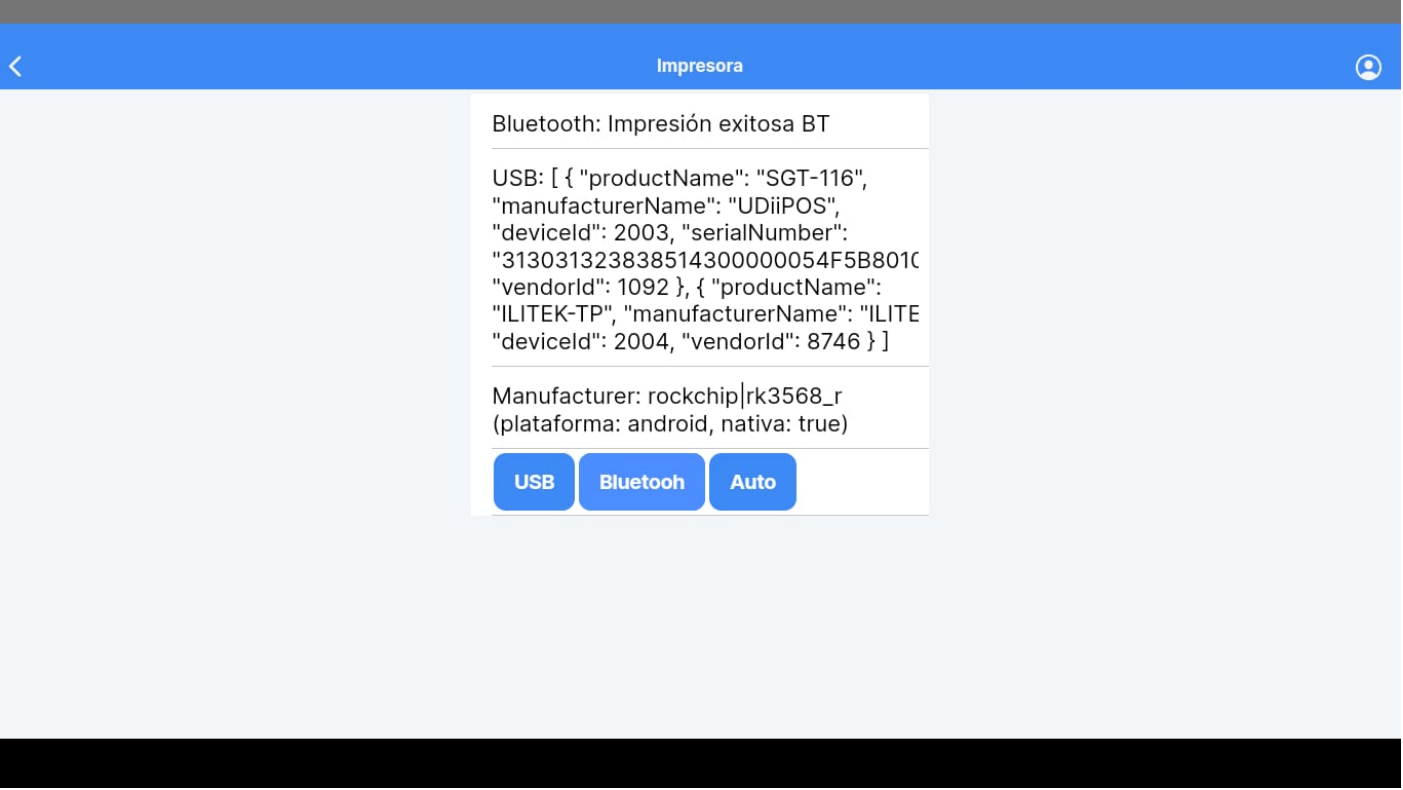 Impresora
Bluetooth: Impresión exitosa BT
USB: [ { "productName": "SGT-116",
"manufacturerName": "UDiiPOS",
"deviceId": 2003, "serialNumber":
"313031323838514300000054F5B8010
"vendorId": 1092 }, { "productName":
"ILITEK-TP", "manufacturerName": "ILITE
"deviceId": 2004, "vendorId": 8746 } ]
Manufacturer: rockchip|rk3568_r
(plataforma: android, nativa: true)
USB Bluetooh Auto